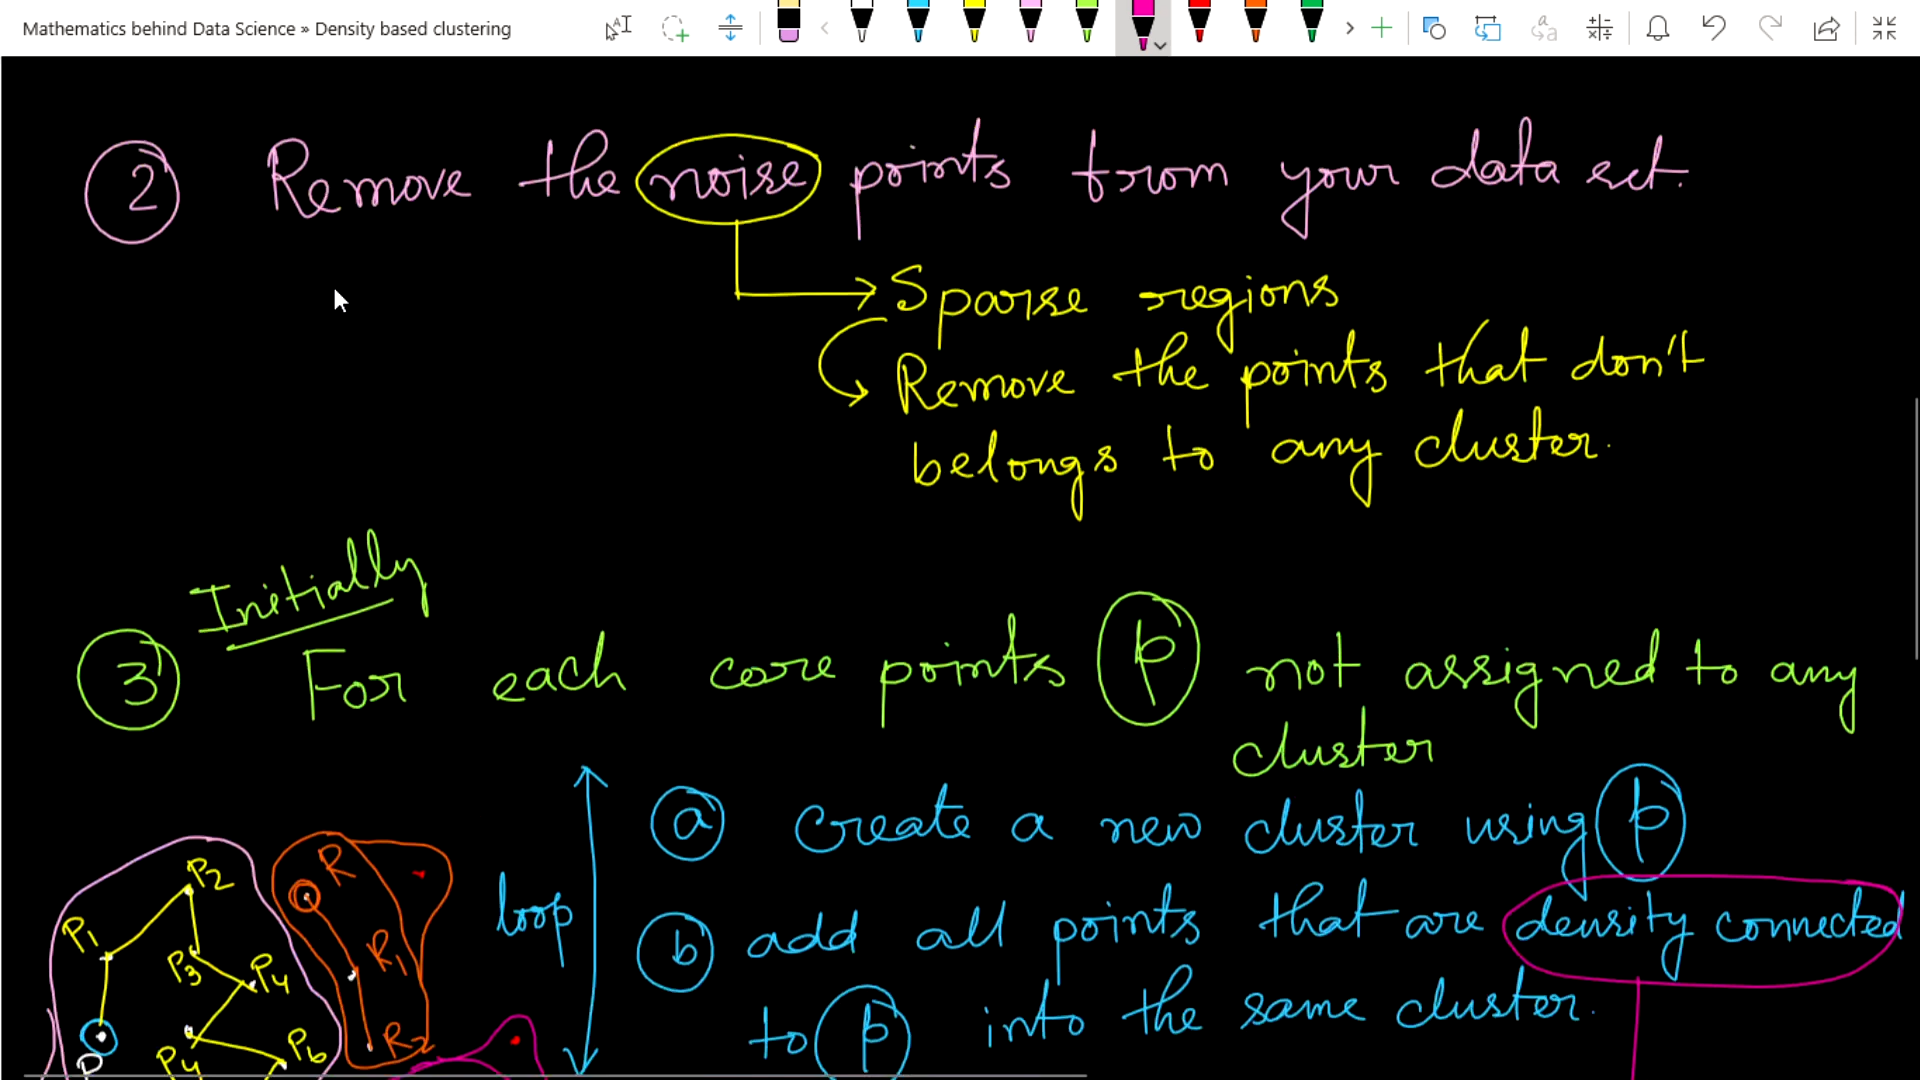 Mathematics behind Data Science » Density based clustering
2 Remove the noise points from your data set.
Sparse regions
Remove the points that don't
belongs to any cluster.
Initially
3 For each core points p not assigned to any
cluster
a Create a new cluster using p
b add all points that are density connected
to p into the same cluster.
loop
P2
R
P1
P3
P4
R1
P
P4
P6
R2